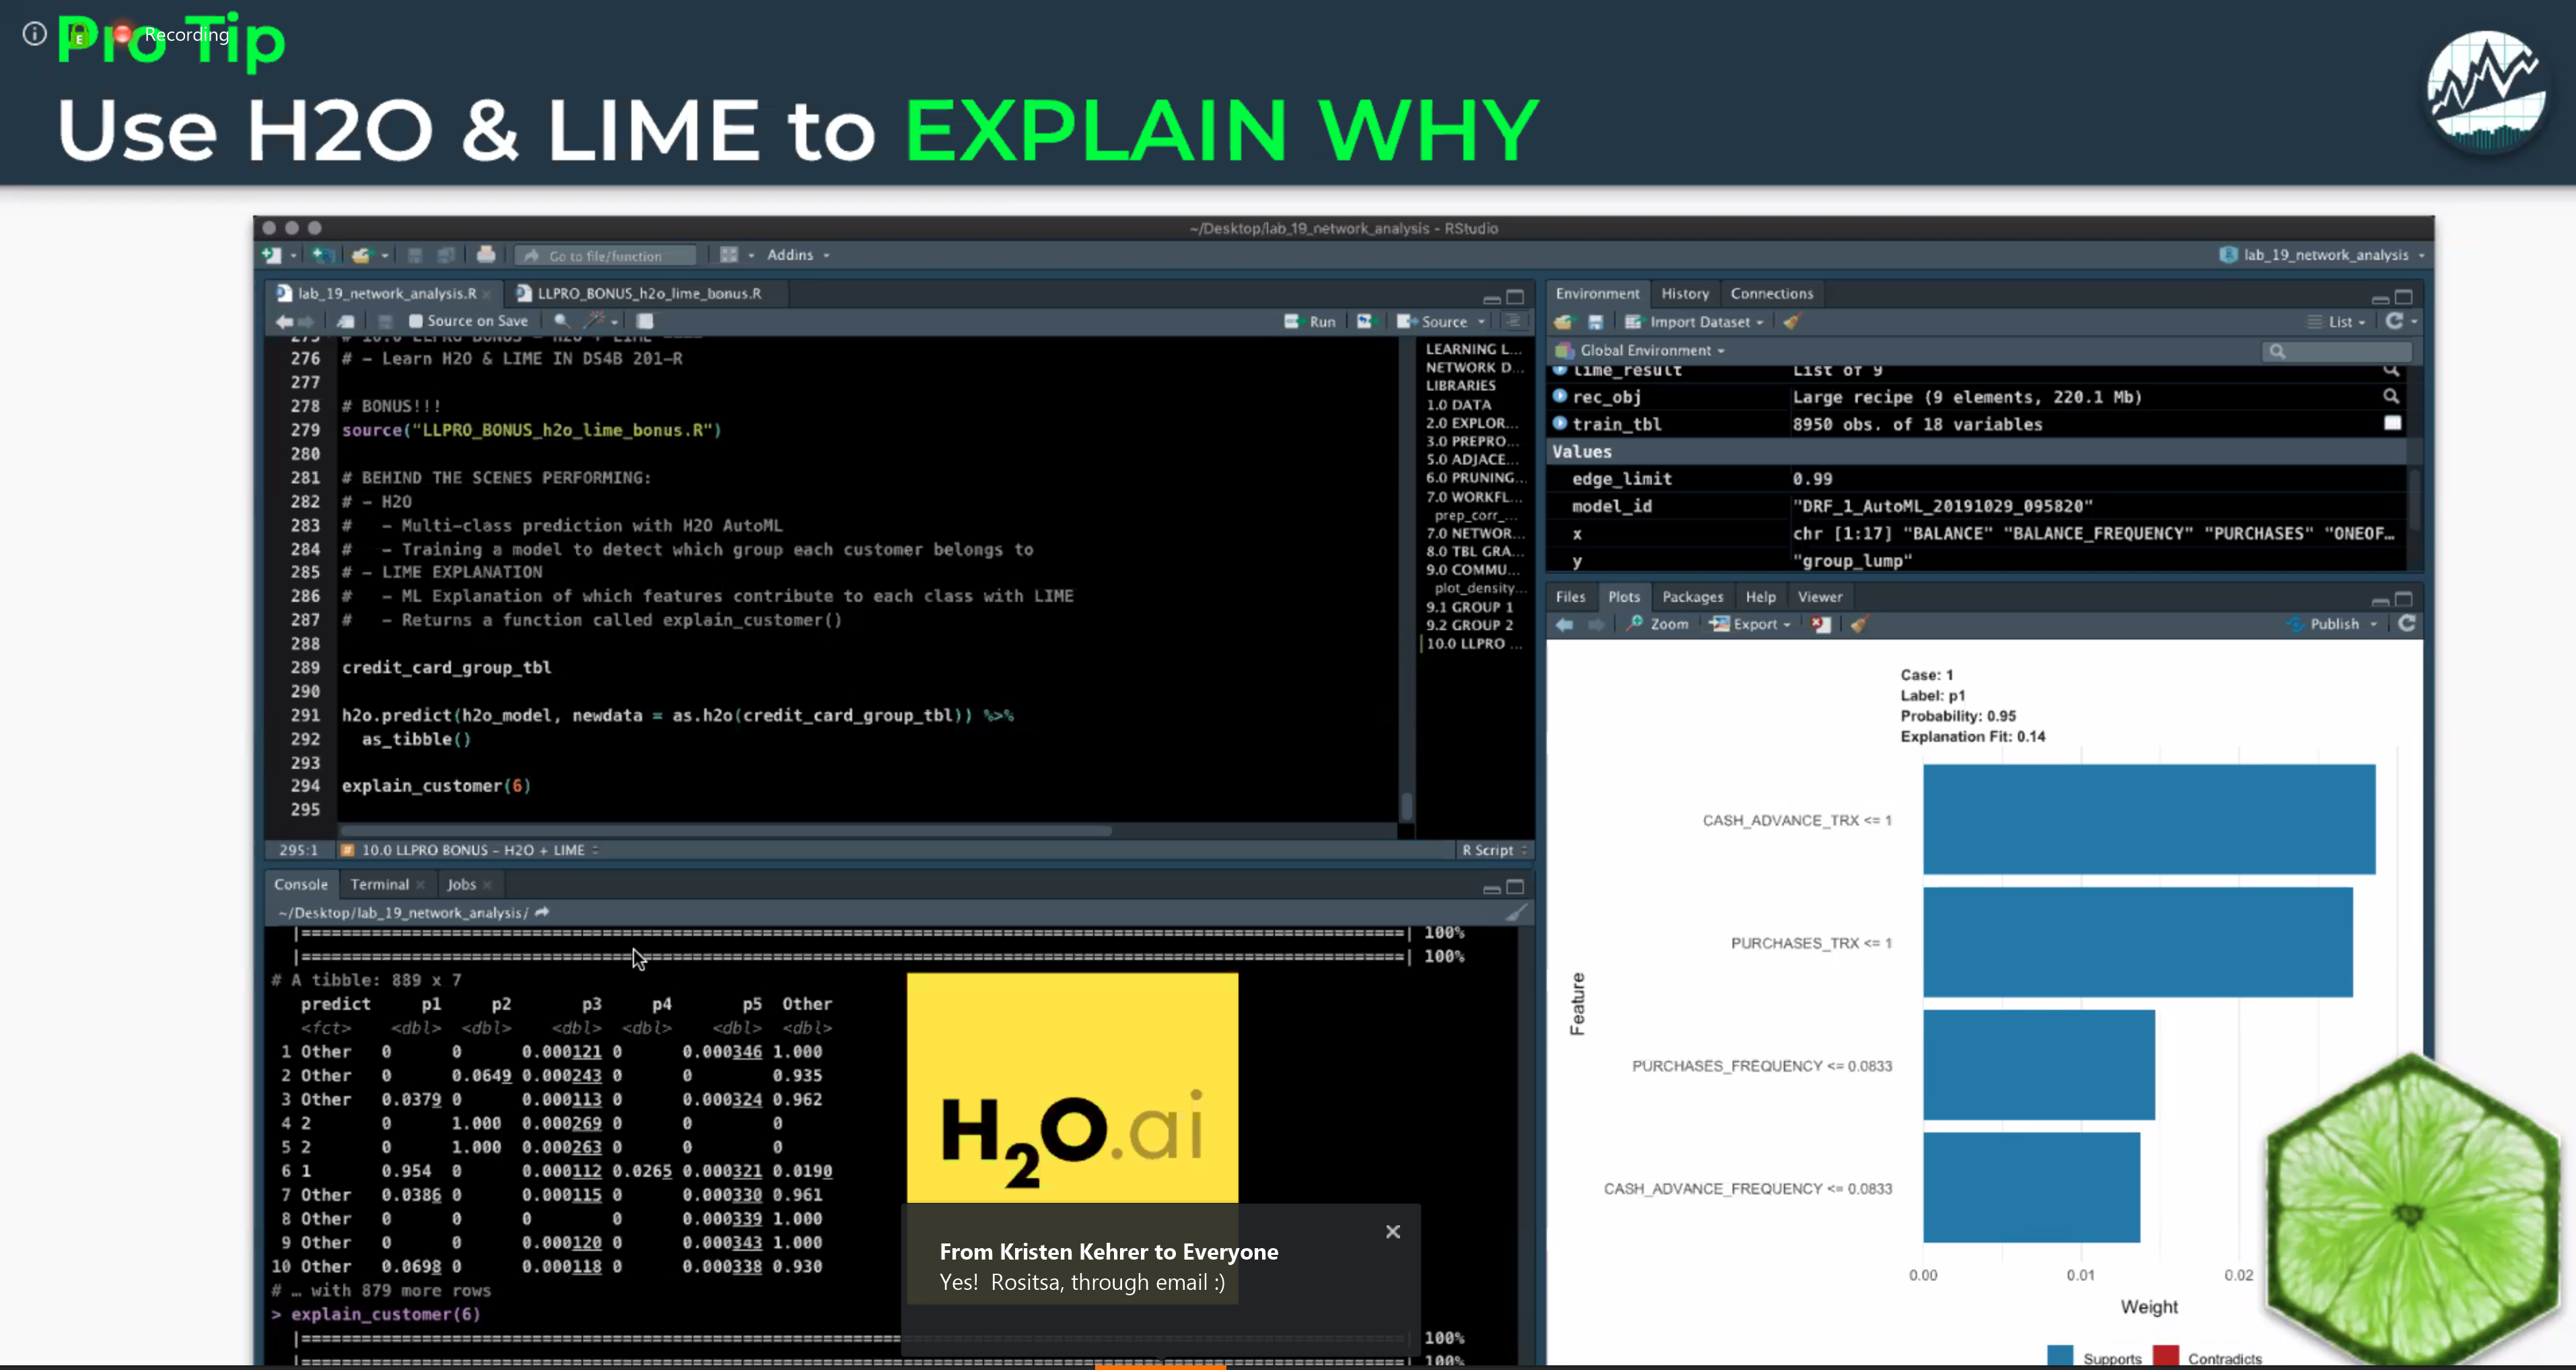 Pro Tip
Recording
Use H2O & LIME to EXPLAIN WHY
~/Desktop/lab_19_network_analysis - RStudio
Go to file/function
Addins
lab_19_network_analysis
lab_19_network_analysis.R
LLPRO_BONUS_h2o_lime_bonus.R
Source on Save
Run
Source
276 # - Learn H2O & LIME IN DS4B 201-R
277
278 # BONUS!!!
279 source("LLPRO_BONUS_h2o_lime_bonus.R")
280
281 # BEHIND THE SCENES PERFORMING:
282 # - H2O
283 #   - Multi-class prediction with H2O AutoML
284 #   - Training a model to detect which group each customer belongs to
285 # - LIME EXPLANATION
286 #   - ML Explanation of which features contribute to each class with LIME
287 #   - Returns a function called explain_customer()
288
289 credit_card_group_tbl
290
291 h2o.predict(h2o_model, newdata = as.h2o(credit_card_group_tbl)) %>%
292   as_tibble()
293
294 explain_customer(6)
295
LEARNING L...
NETWORK D...
LIBRARIES
1.0 DATA
2.0 EXPLOR...
3.0 PREPRO...
5.0 ADJACE...
6.0 PRUNING...
7.0 WORKFL...
prep_corr_...
7.0 NETWOR...
8.0 TBL GRA...
9.0 COMMU...
plot_density...
9.1 GROUP 1
9.2 GROUP 2
10.0 LLPRO ...
295:1
10.0 LLPRO BONUS - H2O + LIME
R Script
Console
Terminal
Jobs
~/Desktop/lab_19_network_analysis/
100%
100%
# A tibble: 889 x 7
predict p1 p2 p3 p4 p5 Other
<fct> <dbl> <dbl> <dbl> <dbl> <dbl> <dbl>
1 Other 0 0 0.000121 0 0.000346 1.000
2 Other 0 0.0649 0.000243 0 0 0.935
3 Other 0.0379 0 0.000113 0 0.000324 0.962
4 2 0 1.000 0.000269 0 0 0
5 2 0 1.000 0.000263 0 0 0
6 1 0.954 0 0.000112 0.0265 0.000321 0.0190
7 Other 0.0386 0 0.000115 0 0.000330 0.961
8 Other 0 0 0 0 0.000339 1.000
9 Other 0 0 0.000120 0 0.000343 1.000
10 Other 0.0698 0 0.000118 0 0.000338 0.930
# … with 879 more rows
> explain_customer(6)
100%
100%
H2O.ai
From Kristen Kehrer to Everyone
Yes!  Rositsa, through email :)
Environment
History
Connections
Import Dataset
List
Global Environment
lime_result List of 9
rec_obj Large recipe (9 elements, 220.1 Mb)
train_tbl 8950 obs. of 18 variables
Values
edge_limit 0.99
model_id "DRF_1_AutoML_20191029_095820"
x chr [1:17] "BALANCE" "BALANCE_FREQUENCY" "PURCHASES" "ONEOF…
y "group_lump"
Files
Plots
Packages
Help
Viewer
Zoom
Export
Publish
Case: 1
Label: p1
Probability: 0.95
Explanation Fit: 0.14
CASH_ADVANCE_TRX <= 1
PURCHASES_TRX <= 1
PURCHASES_FREQUENCY <= 0.0833
CASH_ADVANCE_FREQUENCY <= 0.0833
Feature
0.00 0.01 0.02
Weight
Supports
Contradicts